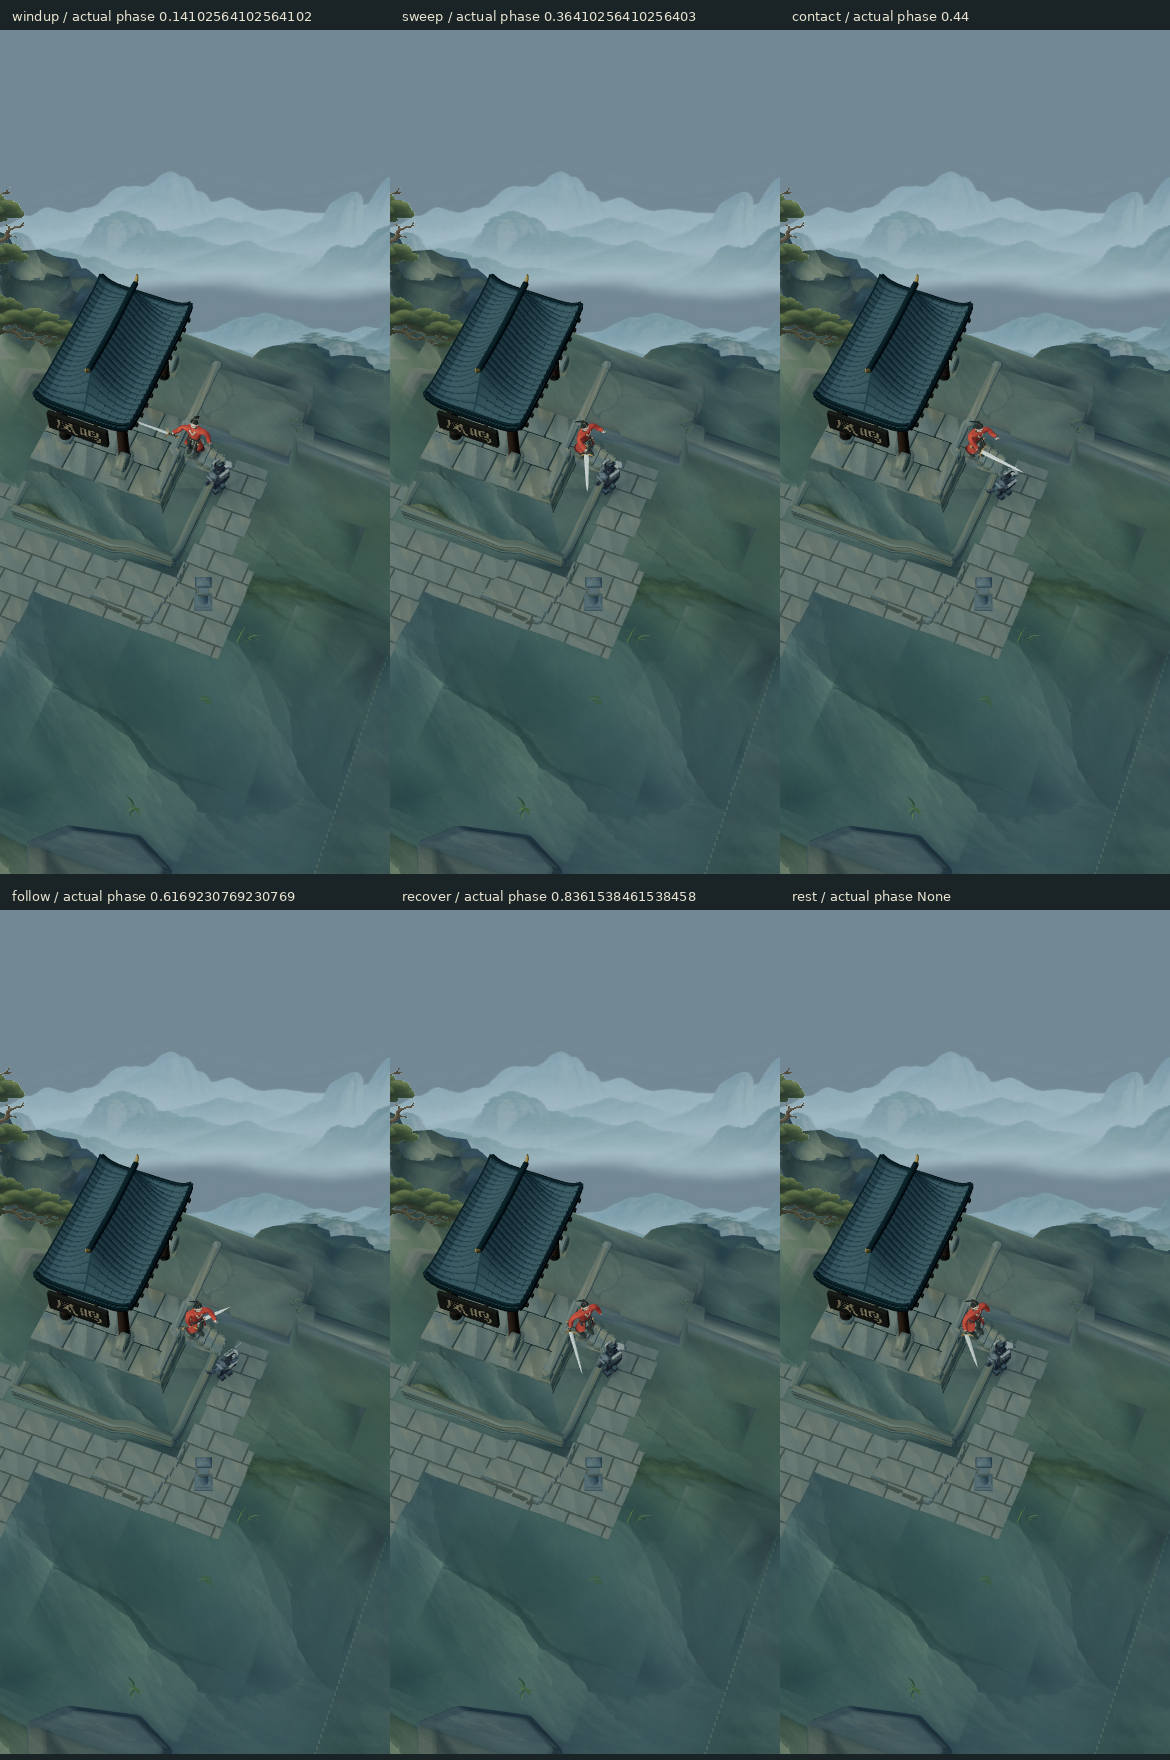 windup / actual phase 0.14102564102564102
sweep / actual phase 0.36410256410256403
contact / actual phase 0.44
follow / actual phase 0.6169230769230769
recover / actual phase 0.8361538461538458
rest / actual phase None